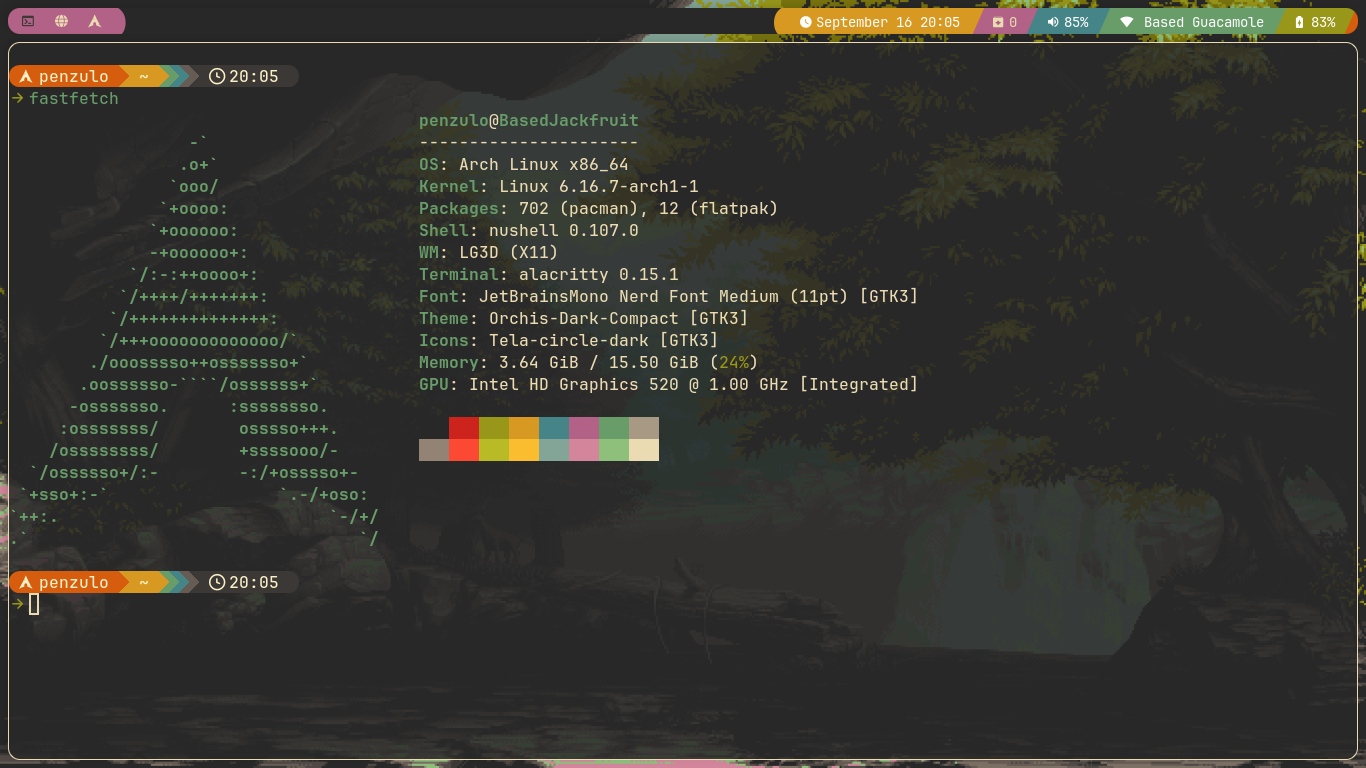 September 16 20:05 0 85% Based Guacamole 83%
penzulo ~ 20:05
→ fastfetch
penzulo@BasedJackfruit
-` ----------------------
.o+` OS: Arch Linux x86_64
`ooo/ Kernel: Linux 6.16.7-arch1-1
`+oooo: Packages: 702 (pacman), 12 (flatpak)
`+oooooo: Shell: nushell 0.107.0
-+oooooo+: WM: LG3D (X11)
`/:-:++oooo+: Terminal: alacritty 0.15.1
`/++++/+++++++: Font: JetBrainsMono Nerd Font Medium (11pt) [GTK3]
`/++++++++++++++: Theme: Orchis-Dark-Compact [GTK3]
`/+++ooooooooooooo/` Icons: Tela-circle-dark [GTK3]
./ooosssso++osssssso+` Memory: 3.64 GiB / 15.50 GiB (24%)
.oossssso-````/ossssss+` GPU: Intel HD Graphics 520 @ 1.00 GHz [Integrated]
-osssssso. :ssssssso.
:osssssss/ osssso+++.
/ossssssss/ +ssssooo/-
`/ossssso+/:- -:/+osssso+-
`+sso+:-` `.-/+oso:
`++:. `-/+/
.` `/
penzulo ~ 20:05
→